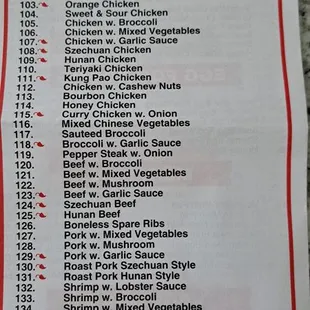 103. Orange Chicken
104. Sweet & Sour Chicken
105. Chicken w. Broccoli
106. Chicken w. Mixed Vegetables
107. Chicken w. Garlic Sauce
108. Szechuan Chicken
109. Hunan Chicken
110. Teriyaki Chicken
111. Kung Pao Chicken
112. Chicken w. Cashew Nuts
113. Bourbon Chicken
114. Honey Chicken
115. Curry Chicken w. Onion
116. Mixed Chinese Vegetables
117. Sauteed Broccoli
118. Broccoli w. Garlic Sauce
119. Pepper Steak w. Onion
120. Beef w. Broccoli
121. Beef w. Mixed Vegetables
122. Beef w. Mushroom
123. Beef w. Garlic Sauce
124. Szechuan Beef
125. Hunan Beef
126. Boneless Spare Ribs
127. Pork w. Mixed Vegetables
128. Pork w. Mushroom
129. Pork w. Garlic Sauce
130. Roast Pork Szechuan Style
131. Roast Pork Hunan Style
132. Shrimp w. Lobster Sauce
133. Shrimp w. Broccoli
134. Shrimp w. Mixed Vegetables